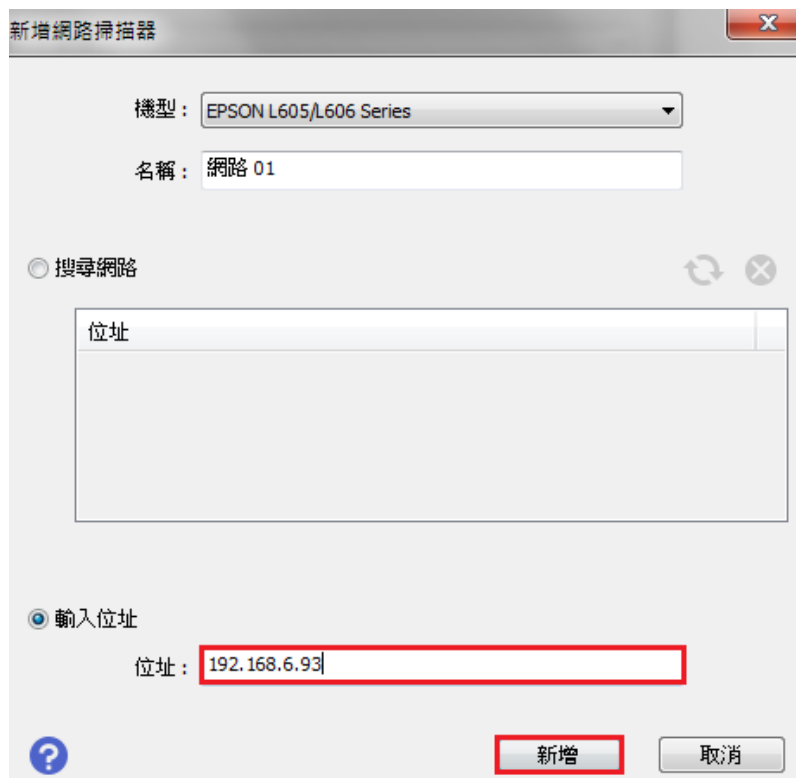 新增網路掃描器
機型： EPSON L605/L606 Series
名稱： 網路 01
搜尋網路
位址
輸入位址
位址： 192.168.6.93
新增 取消